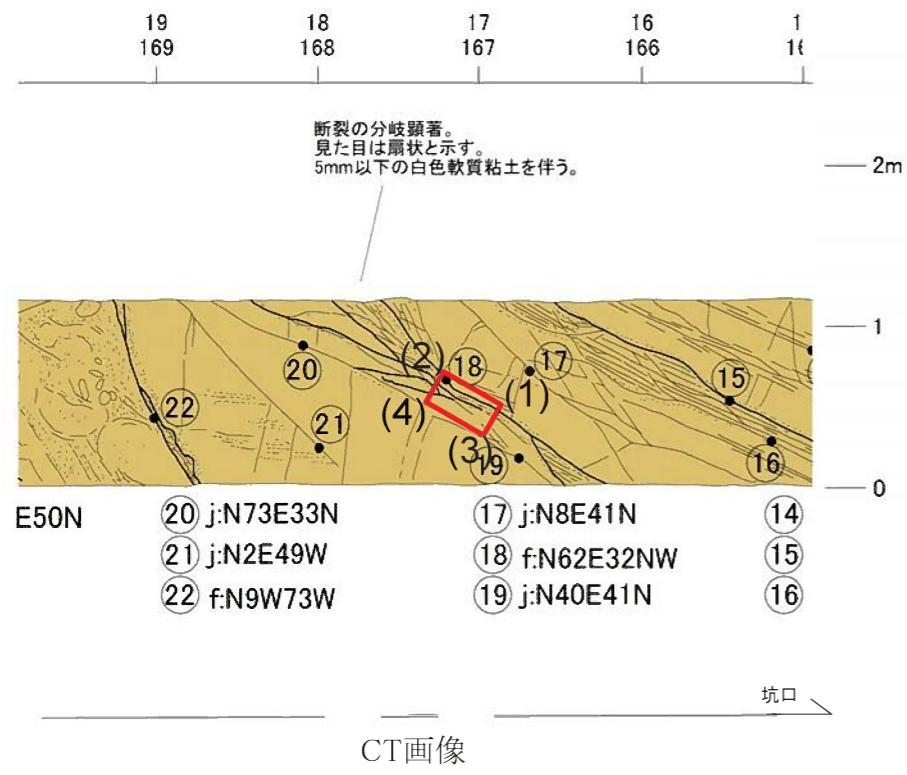 19 18 17 16 1
169 168 167 166
断裂の分岐顕著。
見た目は扇状と示す。
5mm以下の白色軟質粘土を伴う。
2m
1
0
(2)
18
17
20
(1)
15
22
21
(4)
(3)
19
16
E50N
20 j:N73E33N
21 j:N2E49W
22 f:N9W73W
17 j:N8E41N
18 f:N62E32NW
19 j:N40E41N
14
15
16
坑口
CT画像